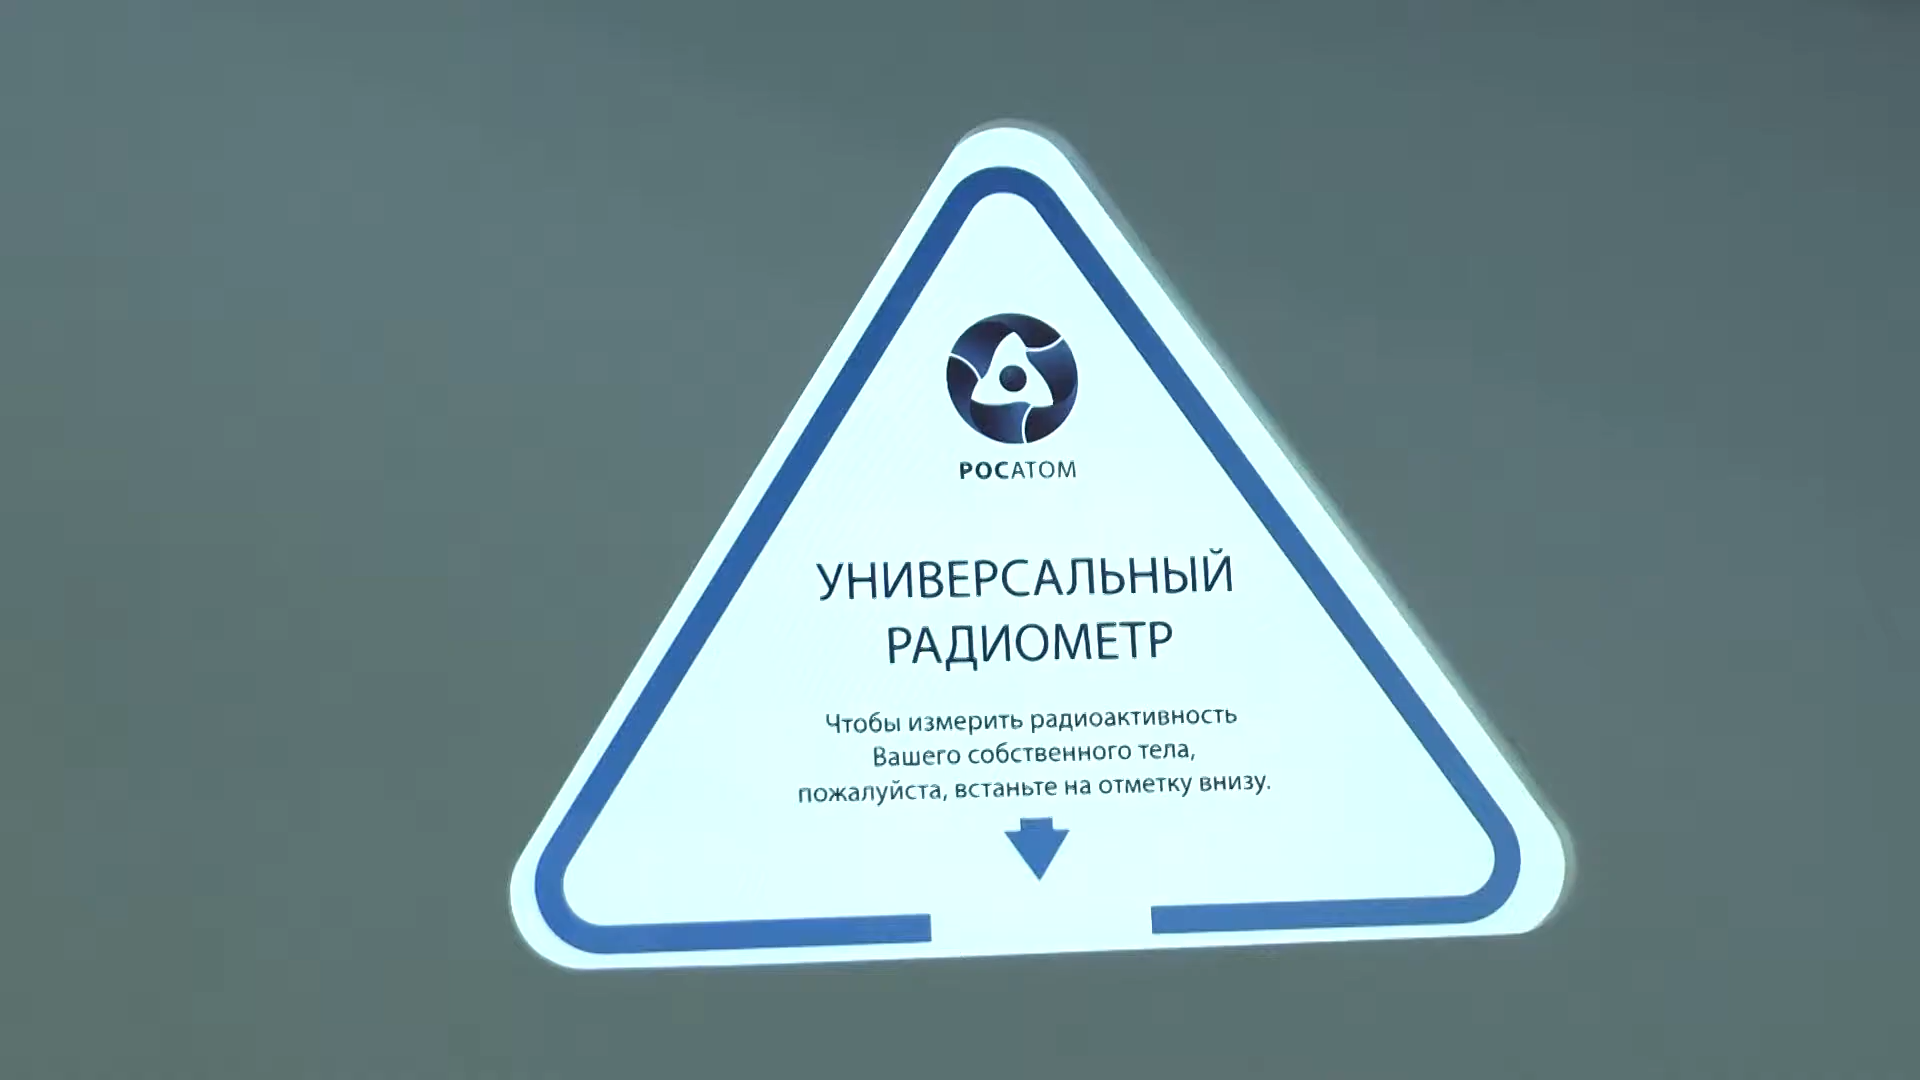 РОСАТОМ
УНИВЕРСАЛЬНЫЙ
РАДИОМЕТР
Чтобы измерить радиоактивность
Вашего собственного тела,
пожалуйста, встаньте на отметку внизу.